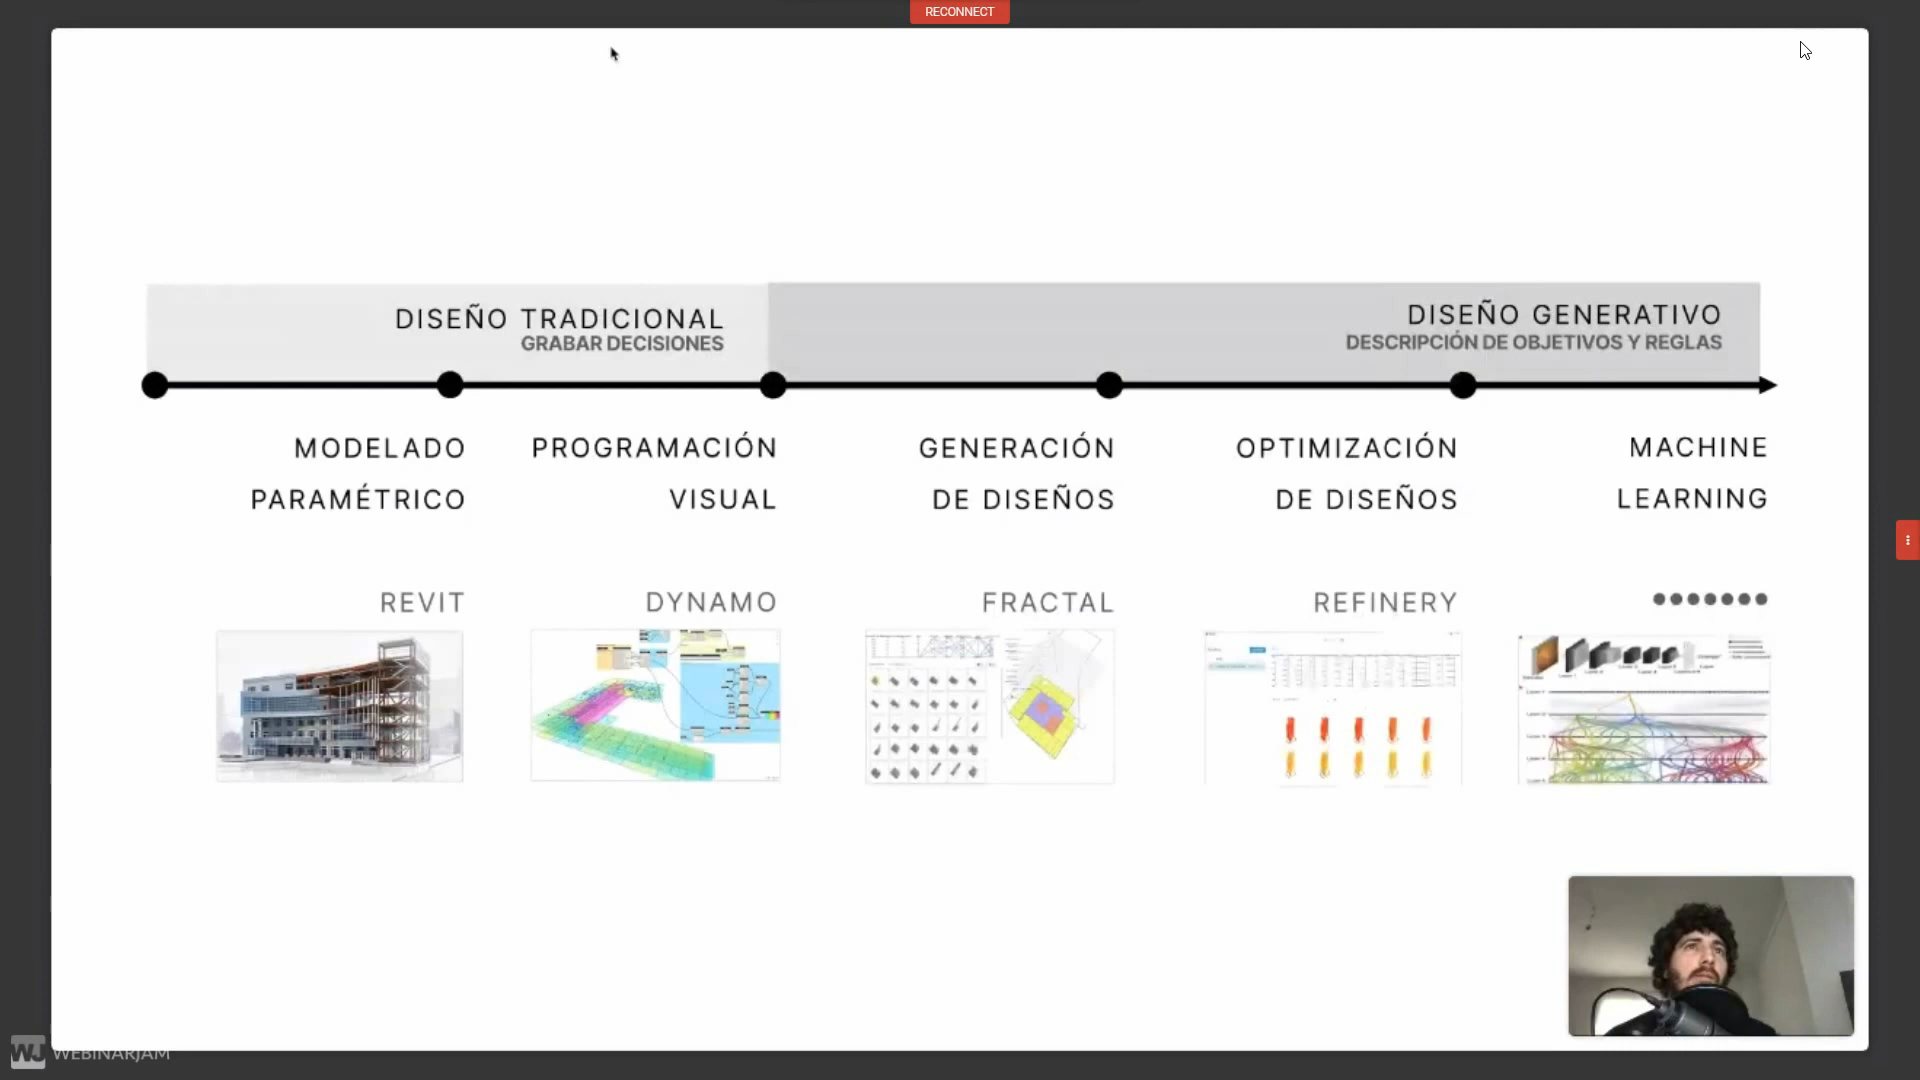 RECONNECT
DISEÑO TRADICIONAL
GRABAR DECISIONES
DISEÑO GENERATIVO
DESCRIPCIÓN DE OBJETIVOS Y REGLAS
MODELADO
PARAMÉTRICO
PROGRAMACIÓN
VISUAL
GENERACIÓN
DE DISEÑOS
OPTIMIZACIÓN
DE DISEÑOS
MACHINE
LEARNING
REVIT
DYNAMO
FRACTAL
REFINERY
WJ WEBINARJAM